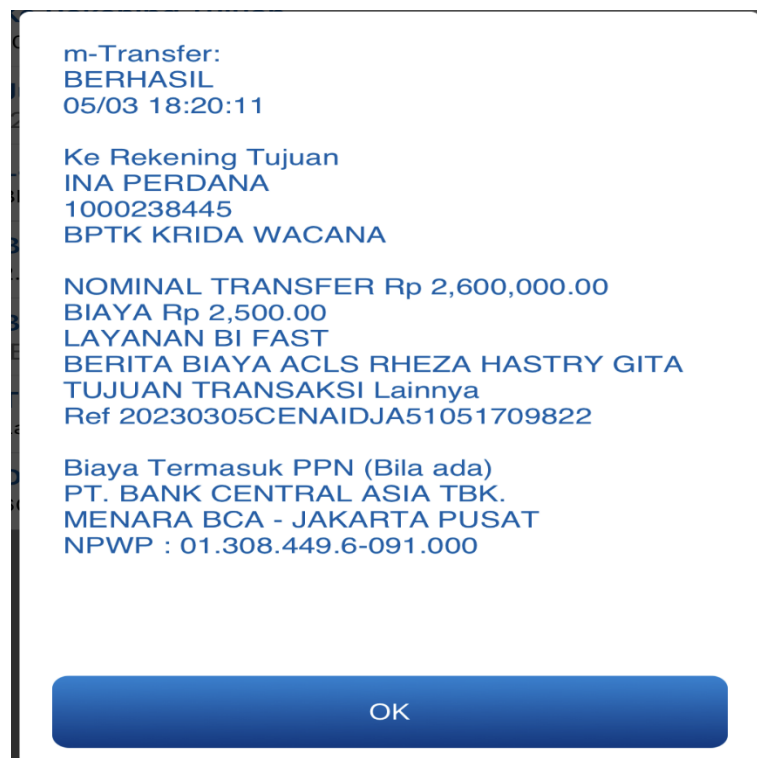 m-Transfer:
BERHASIL
05/03 18:20:11
Ke Rekening Tujuan
INA PERDANA
1000238445
BPTK KRIDA WACANA
NOMINAL TRANSFER Rp 2,600,000.00
BIAYA Rp 2,500.00
LAYANAN BI FAST
BERITA BIAYA ACLS RHEZA HASTRY GITA
TUJUAN TRANSAKSI Lainnya
Ref 20230305CENAIDJA51051709822
Biaya Termasuk PPN (Bila ada)
PT. BANK CENTRAL ASIA TBK.
MENARA BCA - JAKARTA PUSAT
NPWP : 01.308.449.6-091.000
OK